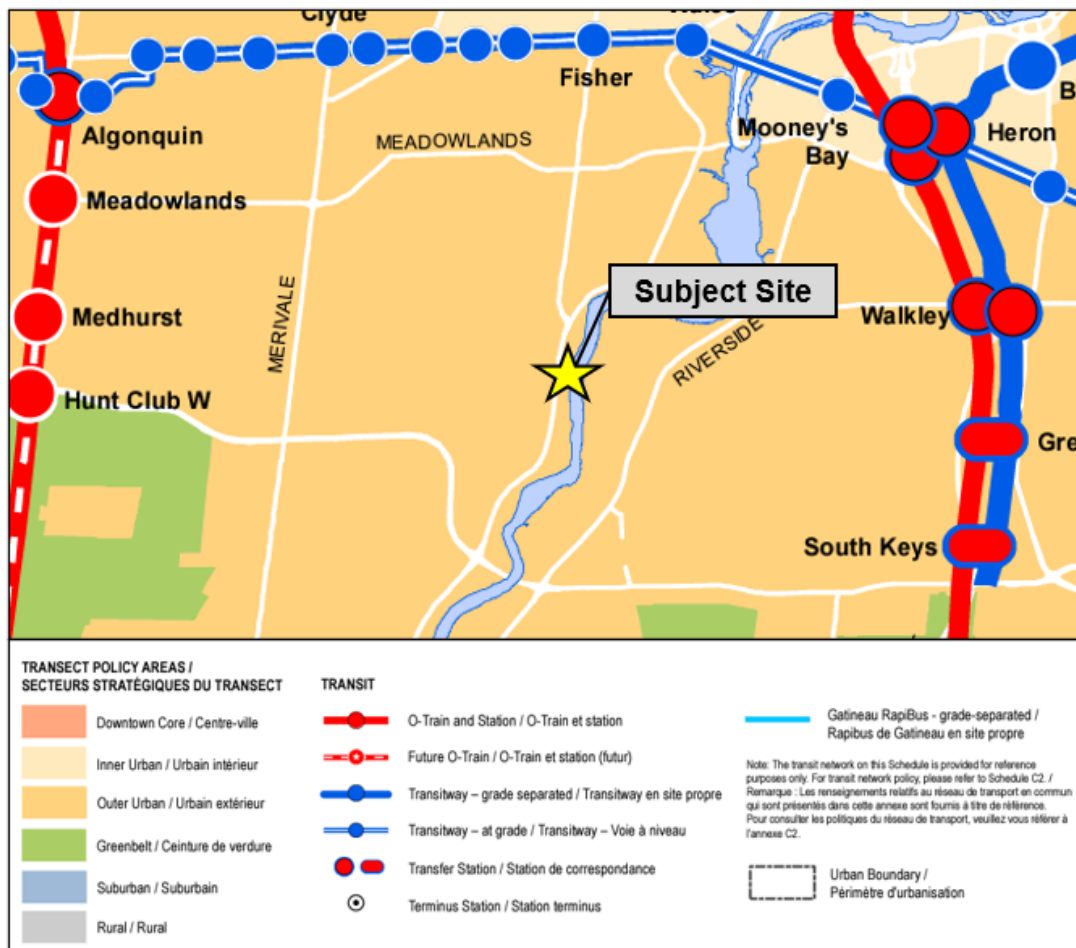 Clyde
Fisher
B
Algonquin
MEADOWLANDS
Mooney's
Bay
Heron
Meadowlands
MERIVALE
Subject Site
Medhurst
Walkley
RIVERSIDE
Hunt Club W
Gre
South Keys
TRANSECT POLICY AREAS /
SECTEURS STRATÉGIQUES DU TRANSECT
Downtown Core / Centre-ville
Inner Urban / Urbain intérieur
Outer Urban / Urbain extérieur
Greenbelt / Ceinture de verdure
Suburban / Suburbain
Rural / Rural
TRANSIT
O-Train and Station / O-Train et station
Future O-Train / O-Train et station (futur)
Transitway – grade separated / Transitway en site propre
Transitway – at grade / Transitway – Voie à niveau
Transfer Station / Station de correspondance
Terminus Station / Station terminus
Gatineau RapiBus - grade-separated /
Rapibus de Gatineau en site propre
Note: The transit network on this Schedule is provided for reference
purposes only. For transit network policy, please refer to Schedule C2. /
Remarque : Les renseignements relatifs au réseau de transport en commun
qui sont présentés dans cette annexe sont fournis à titre de référence.
Pour consulter les politiques du réseau de transport, veuillez vous référer à
l'annexe C2.
Urban Boundary /
Périmètre d'urbanisation